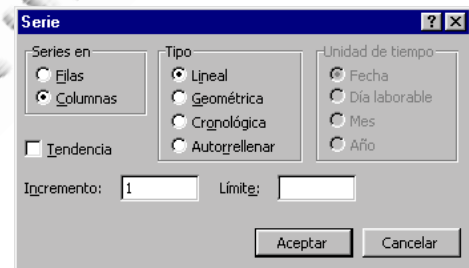 Serie
Series en
Filas
Columnas
Tendencia
Tipo
Lineal
Geométrica
Cronológica
Autorrellenar
Unidad de tiempo
Fecha
Día laborable
Mes
Año
Incremento: 1 Límite:
Aceptar Cancelar